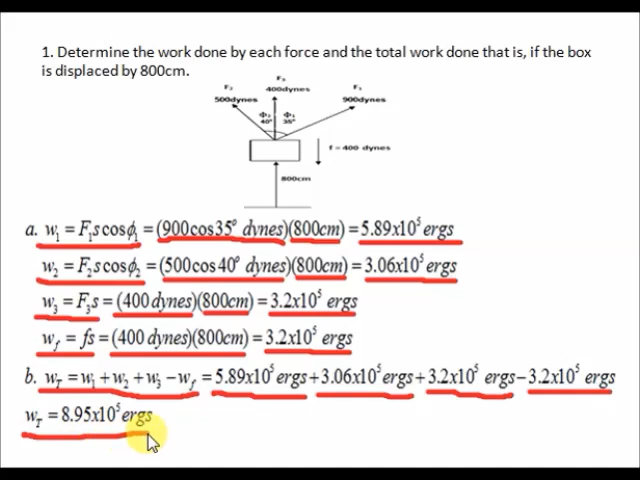 1. Determine the work done by each force and the total work done that is, if the box
is displaced by 800cm.
F₃
F₂ 400dynes F₁
500dynes 900dynes
Φ₂ Φ₁
40° 35°
f = 400 dynes
800cm
a. w₁ = F₁s cosϕ₁ = (900cos35° dynes)(800cm) = 5.89x10⁵ ergs
w₂ = F₂s cosϕ₂ = (500cos40° dynes)(800cm) = 3.06x10⁵ ergs
w₃ = F₃s = (400 dynes)(800cm) = 3.2x10⁵ ergs
w_f = fs = (400 dynes)(800cm) = 3.2x10⁵ ergs
b. w_T = w₁ + w₂ + w₃ − w_f = 5.89x10⁵ ergs + 3.06x10⁵ ergs + 3.2x10⁵ ergs − 3.2x10⁵ ergs
w_T = 8.95x10⁵ ergs